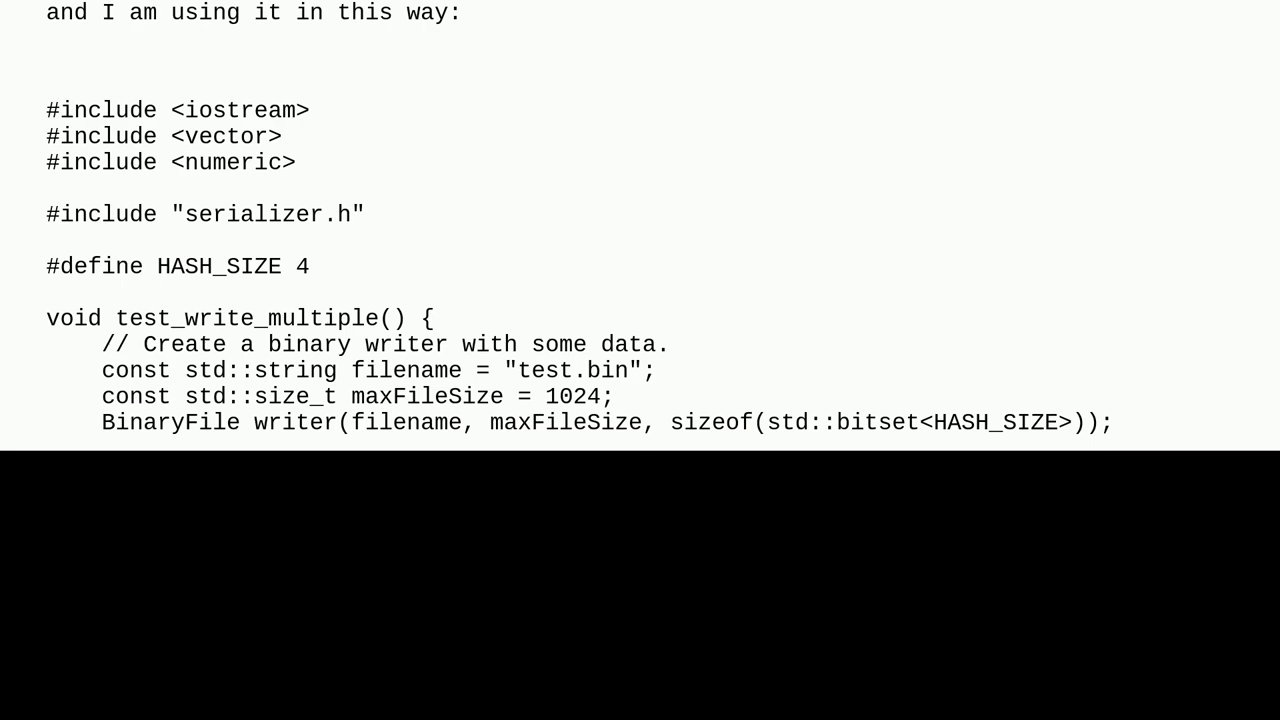 and I am using it in this way:
#include <iostream>
#include <vector>
#include <numeric>
#include "serializer.h"
#define HASH_SIZE 4
void test_write_multiple() {
    // Create a binary writer with some data.
    const std::string filename = "test.bin";
    const std::size_t maxFileSize = 1024;
    BinaryFile writer(filename, maxFileSize, sizeof(std::bitset<HASH_SIZE>));